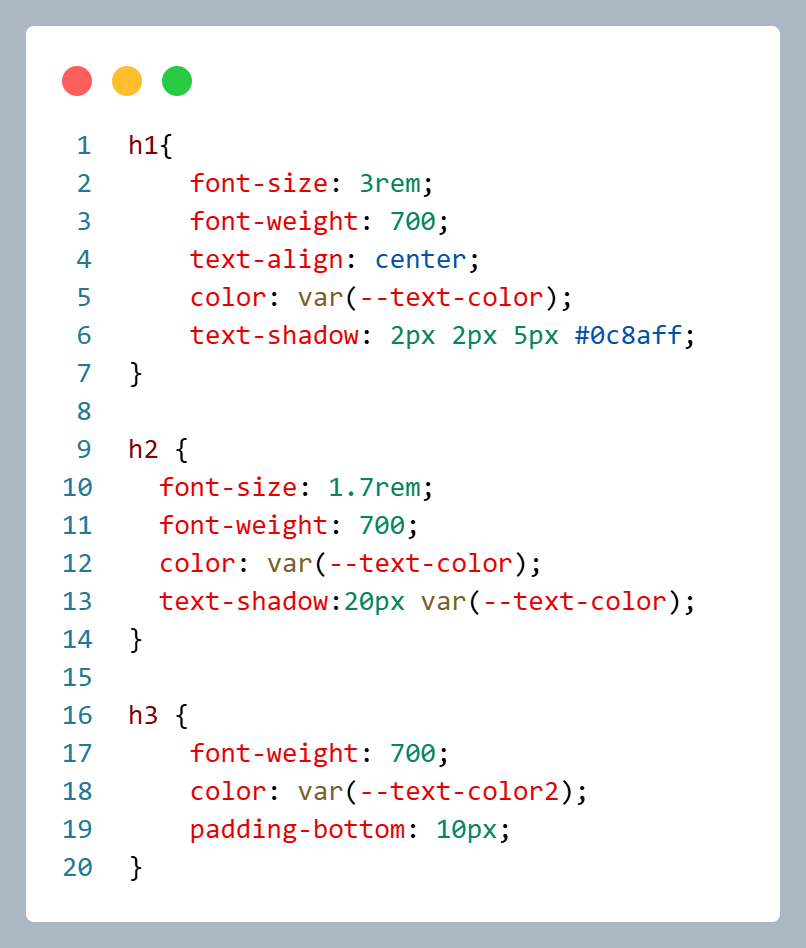 1 h1{
2     font-size: 3rem;
3     font-weight: 700;
4     text-align: center;
5     color: var(--text-color);
6     text-shadow: 2px 2px 5px #0c8aff;
7 }
8
9 h2 {
10   font-size: 1.7rem;
11   font-weight: 700;
12   color: var(--text-color);
13   text-shadow:20px var(--text-color);
14 }
15
16 h3 {
17     font-weight: 700;
18     color: var(--text-color2);
19     padding-bottom: 10px;
20 }